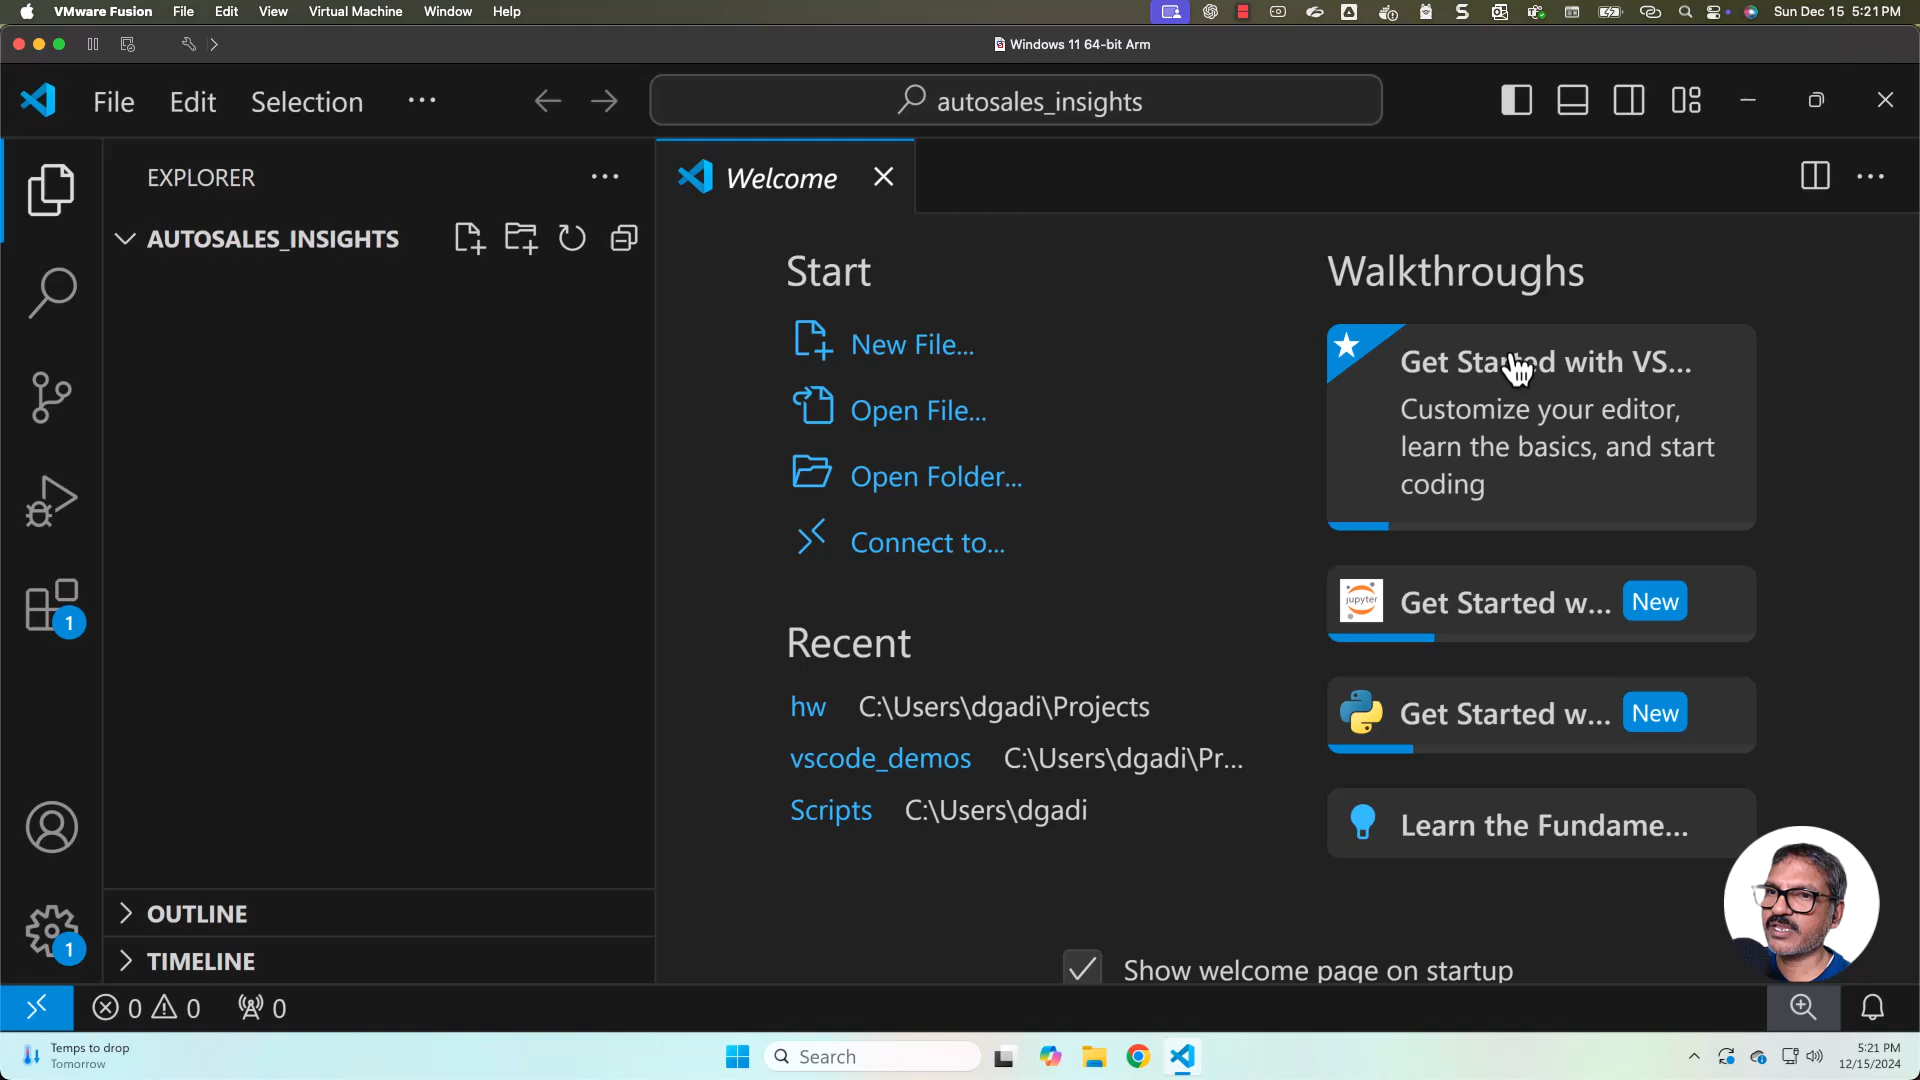 VMware Fusion File Edit View Virtual Machine Window Help Sun Dec 15 5:21 PM
Windows 11 64-bit Arm
File Edit Selection ··· autosales_insights
EXPLORER
Welcome
AUTOSALES_INSIGHTS
Start
New File...
Open File...
Open Folder...
Connect to...
Recent
hw C:\Users\dgadi\Projects
vscode_demos C:\Users\dgadi\Pr...
Scripts C:\Users\dgadi
Walkthroughs
Get Started with VS...
Customize your editor,
learn the basics, and start
coding
jupyter
Get Started w... New
Get Started w... New
Learn the Fundame...
1
1
OUTLINE
TIMELINE
Show welcome page on startup
0 0 0
Temps to drop
Tomorrow
Search
5:21 PM
12/15/2024